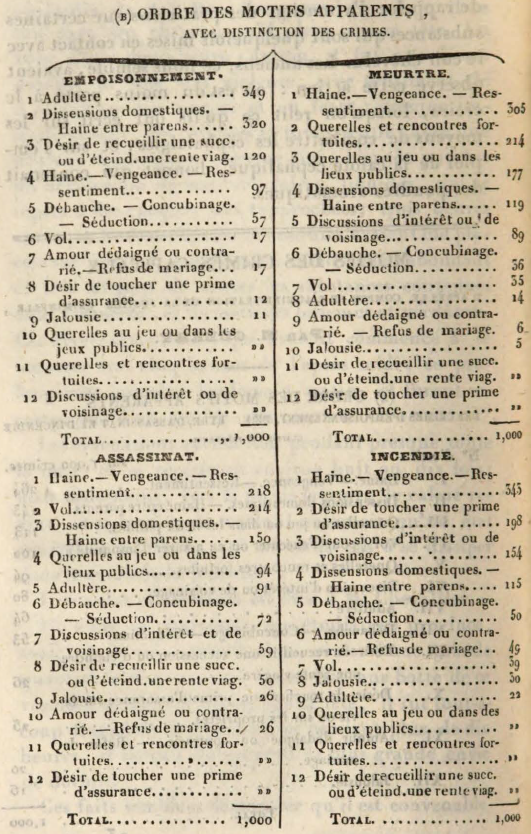 (B) ORDRE DES MOTIFS APPARENTS,
AVEC DISTINCTION DES CRIMES.
EMPOISONNEMENT.
1 Adultère .................. 349
2 Dissensions domestiques. —
Haine entre parens...... 320
3 Désir de recueillir une succ.
ou d'éteind.une rente viag. 120
4 Haine.—Vengeance. — Res-
sentiment.............. 97
5 Débauche. — Concubinage.
— Séduction........... 57
6 Vol..................... 17
7 Amour dédaigné ou contra-
rié.—Refus de mariage... 17
8 Désir de toucher une prime
d'assurance............ 12
9 Jalousie................. 11
10 Querelles au jeu ou dans les
jeux publics............ »»
11 Querelles et rencontres for-
tuites.................. »»
12 Discussions d'intérêt ou de
voisinage............... »»
TOTAL................ 1,000
MEURTRE.
1 Haine.—Vengeance. — Res-
sentiment.............. 305
2 Querelles et rencontres for-
tuites.................. 214
3 Querelles au jeu ou dans les
lieux publics........... 177
4 Dissensions domestiques. —
Haine entre parens..... 119
5 Discussions d'intérêt ou de
voisinage............... 89
6 Débauche. — Concubinage.
— Séduction........... 36
7 Vol..................... 35
8 Adultère................ 14
9 Amour dédaigné ou contra-
rié. — Refus de mariage. 6
10 Jalousie................. 5
11 Désir de recueillir une succ.
ou d'éteind.une rente viag. »»
12 Désir de toucher une prime
d'assurance............. »»
TOTAL.............. 1,000
ASSASSINAT.
1 Haine.—Vengeance. — Res-
sentiment.............. 218
2 Vol..................... 214
3 Dissensions domestiques. —
Haine entre parens...... 150
4 Querelles au jeu ou dans les
lieux publics........... 94
5 Adultère................ 91
6 Débauche. —Concubinage.
— Séduction........... 72
7 Discussions d'intérêt et de
voisinage............... 59
8 Désir de recueillir une succ.
ou d'éteind.une rente viag. 50
9 Jalousie................. 26
10 Amour dédaigné ou contra-
rié. — Refus de mariage.. 26
11 Querelles et rencontres for-
tuites.................. »»
12 Désir de toucher une prime
d'assurance............. »»
TOTAL.............. 1,000
INCENDIE.
1 Haine.— Vengeance.—Res-
sentiment.............. 343
2 Désir de toucher une prime
d'assurance............. 198
3 Discussions d'intérêt ou de
voisinage............... 154
4 Dissensions domestiques. —
Haine entre parens..... 115
5 Débauche. — Concubinage.
— Séduction........... 50
6 Amour dédaigné ou contra-
rié.—Refus de mariage... 49
7 Vol..................... 39
8 Jalousie................. 30
9 Adultère................ 22
10 Querelles au jeu ou dans des
lieux publics........... »»
11 Querelles et rencontres for-
tuites.................. »»
12 Désir de recueillir une succ.
ou d'éteind.une rente viag. »»
TOTAL.............. 1,000